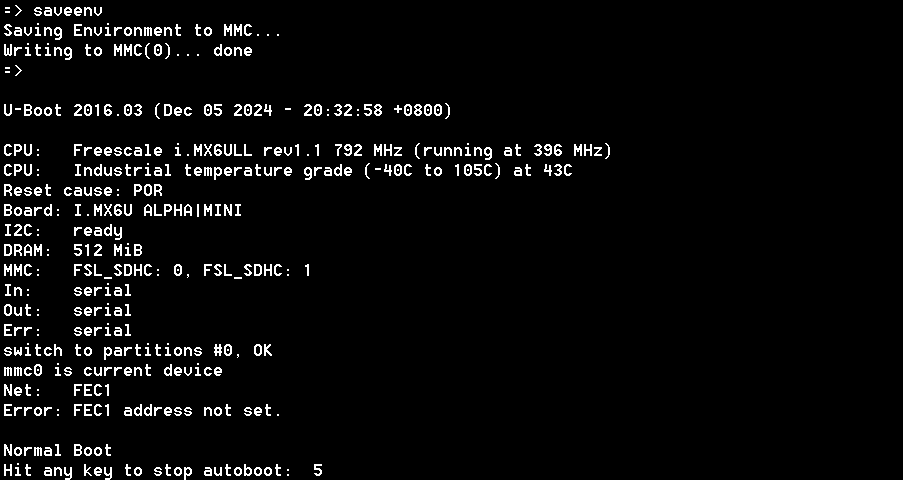 => saveenv
Saving Environment to MMC...
Writing to MMC(0)... done
=>
U-Boot 2016.03 (Dec 05 2024 - 20:32:58 +0800)
CPU:   Freescale i.MX6ULL rev1.1 792 MHz (running at 396 MHz)
CPU:   Industrial temperature grade (-40C to 105C) at 43C
Reset cause: POR
Board: I.MX6U ALPHA|MINI
I2C:   ready
DRAM:  512 MiB
MMC:   FSL_SDHC: 0, FSL_SDHC: 1
In:    serial
Out:   serial
Err:   serial
switch to partitions #0, OK
mmc0 is current device
Net:   FEC1
Error: FEC1 address not set.
Normal Boot
Hit any key to stop autoboot:  5